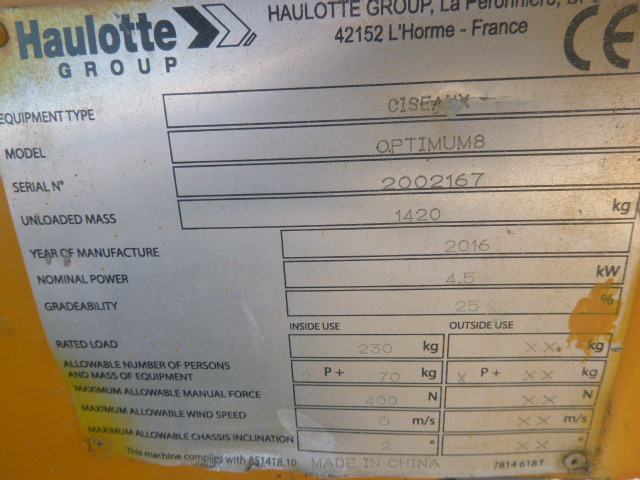 Haulotte
GROUP
HAULOTTE GROUP, La Péronnière,
42152 L'Horme - France
CE
EQUIPMENT TYPE CISEAUX
MODEL OPTIMUM8
SERIAL N° 2002167
UNLOADED MASS 1420 kg
YEAR OF MANUFACTURE 2016
NOMINAL POWER 4.5 kW
GRADEABILITY 25 %
INSIDE USE OUTSIDE USE
RATED LOAD 230 kg XX kg
ALLOWABLE NUMBER OF PERSONS
AND MASS OF EQUIPMENT P + 70 kg X P + XX kg
MAXIMUM ALLOWABLE MANUAL FORCE 400 N XX N
MAXIMUM ALLOWABLE WIND SPEED 0 m/s XX m/s
MAXIMUM ALLOWABLE CHASSIS INCLINATION 2 ° XX °
This machine complies with AS1418.10 MADE IN CHINA 7814 618 F